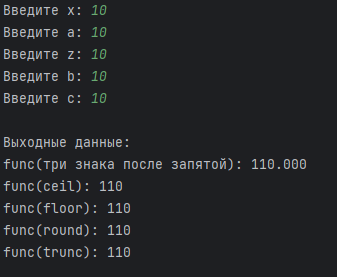 Введите x: 10
Введите a: 10
Введите z: 10
Введите b: 10
Введите c: 10

Выходные данные:
func(три знака после запятой): 110.000
func(ceil): 110
func(floor): 110
func(round): 110
func(trunc): 110